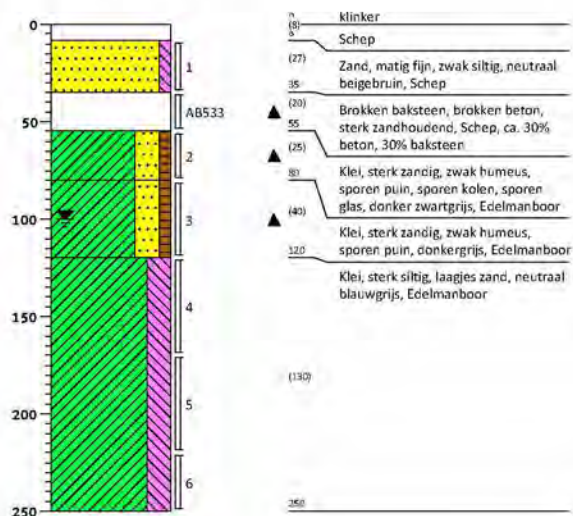 0
50
100
150
200
250
1
AB533
2
3
4
5
6
0
(8)
8
(27)
35
(20)
55
(25)
80
(40)
120
(130)
250
klinker
Schep
Zand, matig fijn, zwak siltig, neutraal
beigebruin, Schep
Brokken baksteen, brokken beton,
sterk zandhoudend, Schep, ca. 30%
beton, 30% baksteen
Klei, sterk zandig, zwak humeus,
sporen puin, sporen kolen, sporen
glas, donker zwartgrijs, Edelmanboor
Klei, sterk zandig, zwak humeus,
sporen puin, donkergrijs, Edelmanboor
Klei, sterk siltig, laagjes zand, neutraal
blauwgrijs, Edelmanboor